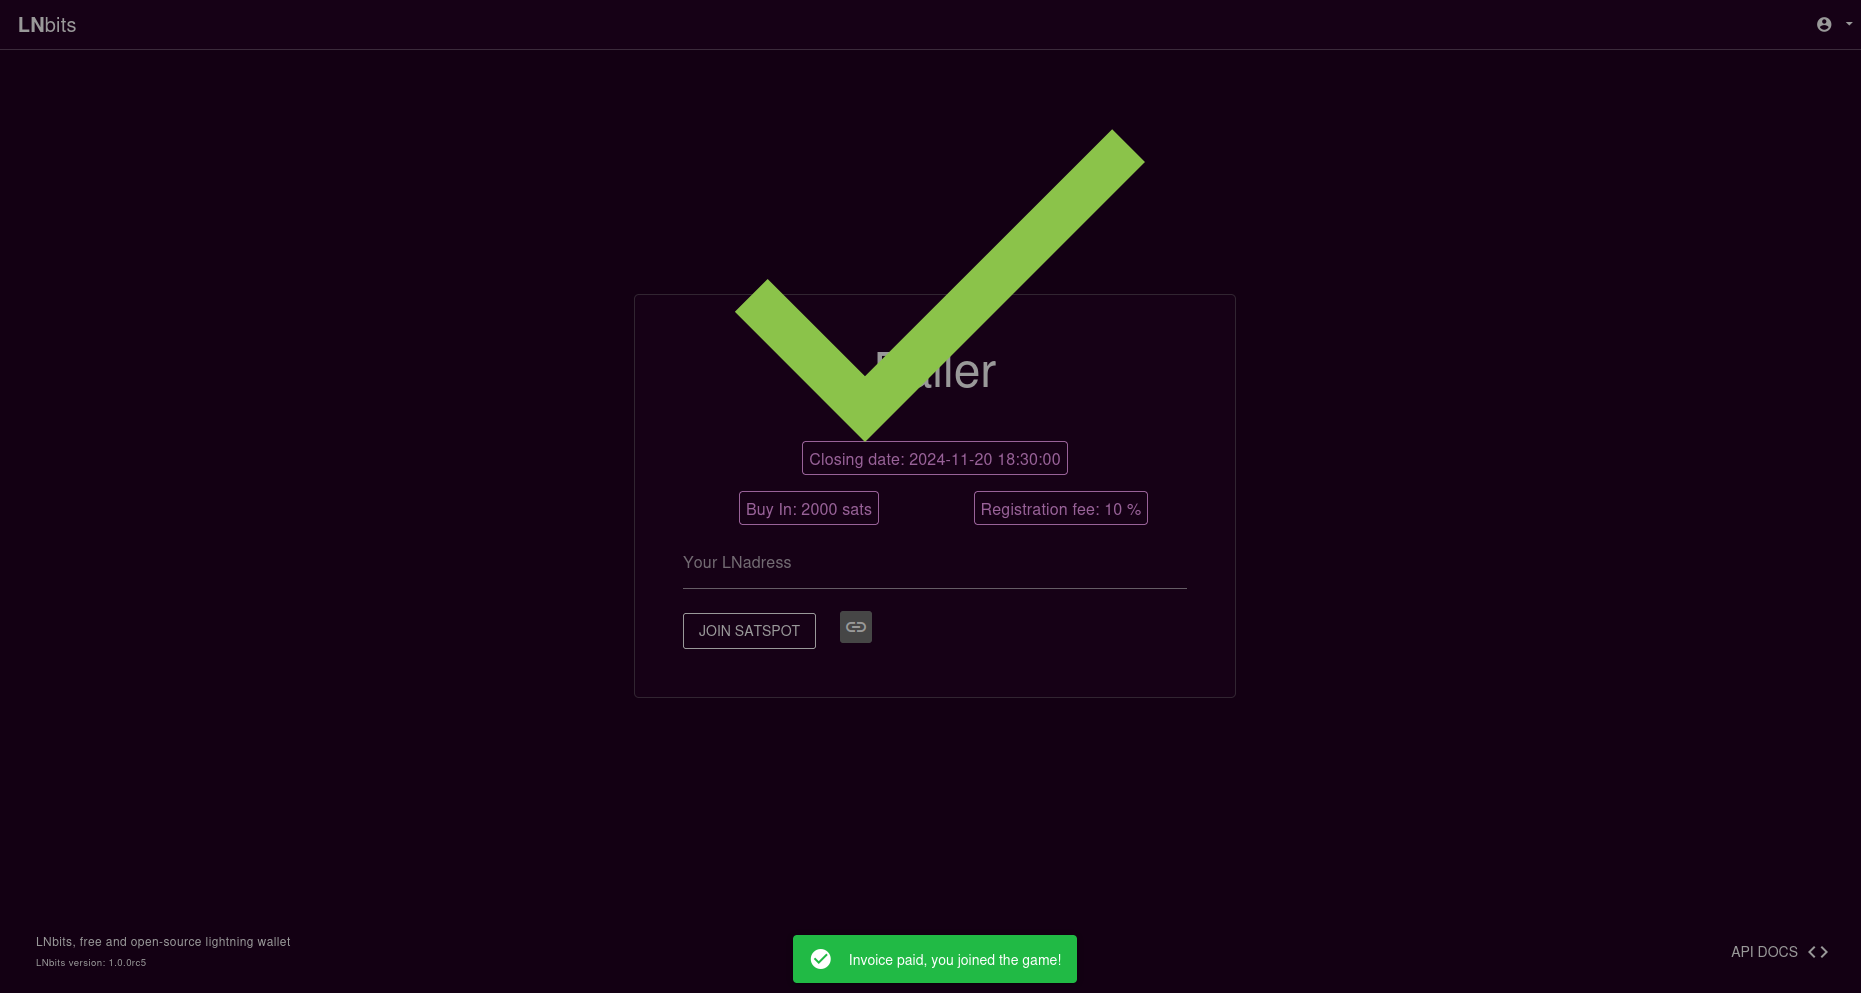 LNbits
Closing date: 2024-11-20 18:30:00
Buy In: 2000 sats
Registration fee: 10 %
Your LNadress
JOIN SATSPOT
LNbits, free and open-source lightning wallet
LNbits version: 1.0.0rc5
Invoice paid, you joined the game!
API DOCS